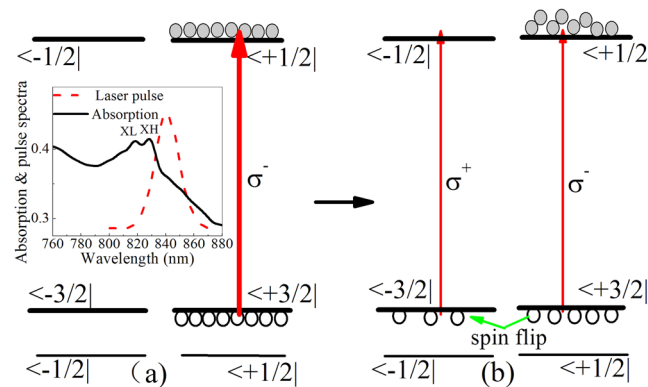 <-1/2|
<+1/2|
<-1/2|
<+1/2
Laser pulse
Absorption
XL XH
0.4
0.3
Absorption & pulse spectra
760 780 800 820 840 860 880
Wavelength (nm)
σ-
σ+
σ-
<-3/2|
<+3/2|
<-3/2|
<+3/2|
spin flip
<-1/2|
(a)
<+1/2|
<-1/2|
(b)
<+1/2|